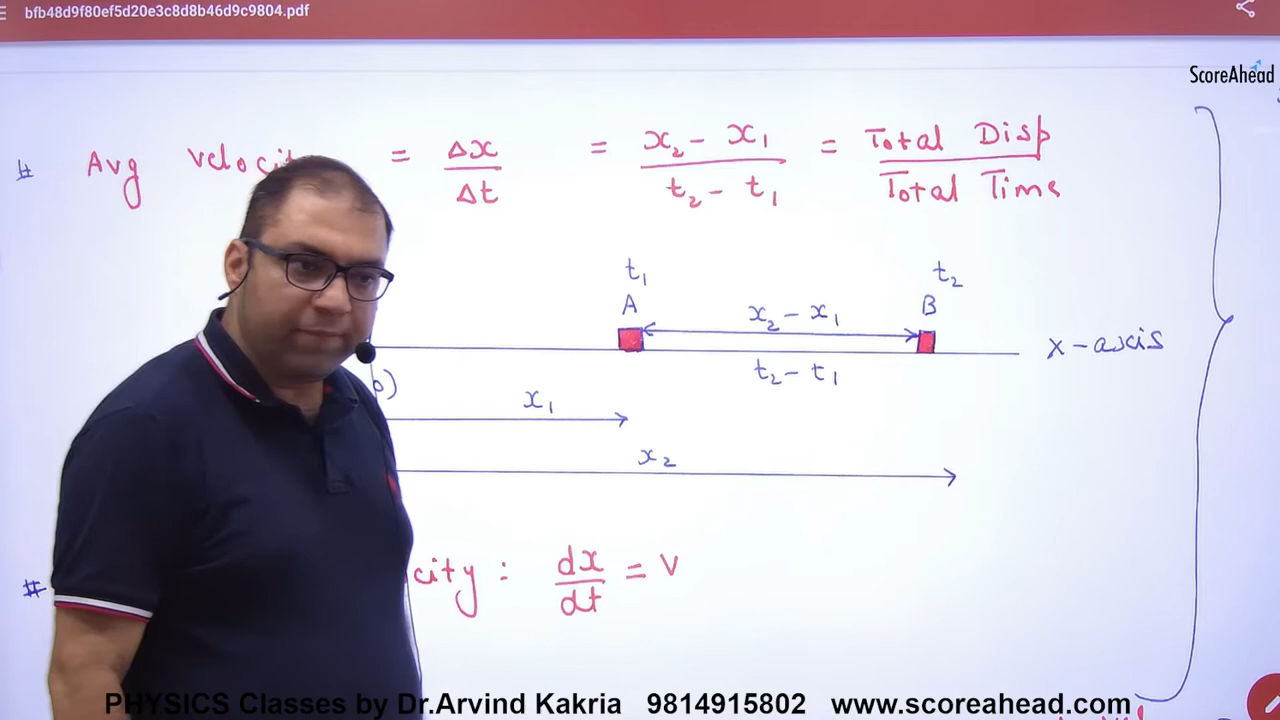 bfb48d9f80ef5d20e3c8d8b46d9c9804.pdf
ScoreAhead
# Avg velocit = Δx/Δt = x₂ - x₁ / t₂ - t₁ = Total Disp / Total Time
t₁ t₂
A B
x₂ - x₁
x-axis
t₂ - t₁
x₁
x₂
# city : dx/dt = v
PHYSICS Classes by Dr.Arvind Kakria 9814915802 www.scoreahead.com